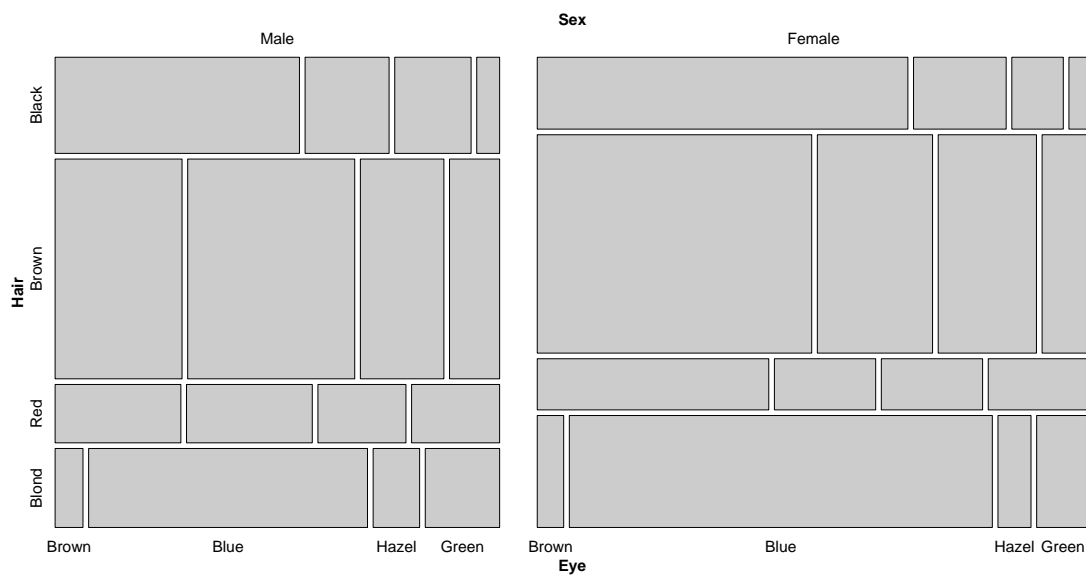 Sex
Male Female
Black
Brown
Hair
Red
Blond
Brown Blue Hazel Green Brown Blue Hazel Green
Eye